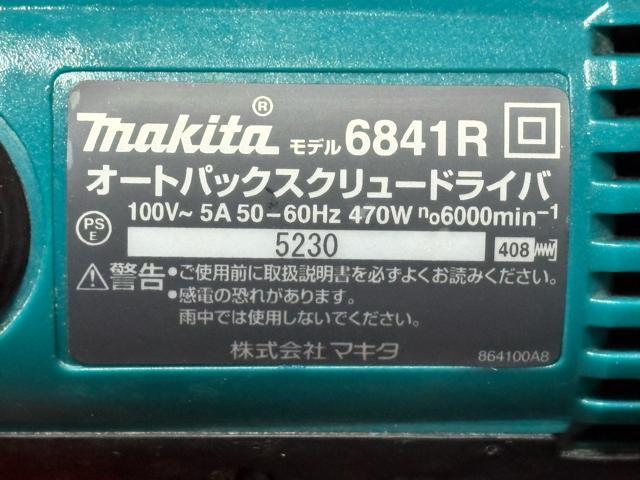 makita® モデル 6841R
オートパックスクリュードライバ
100V~ 5A 50-60Hz 470W n₀6000min⁻¹
PS E
5230
408
警告 •ご使用前に取扱説明書を必ずよくお読みください。
•感電の恐れがあります。
雨中では使用しないでください。
株式会社 マキタ
864100A8